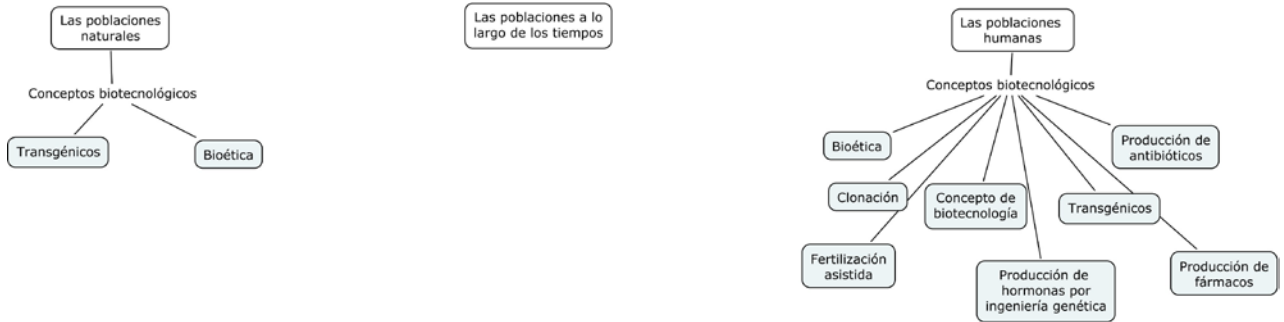 Las poblaciones
naturales
Conceptos biotecnológicos
Transgénicos
Bioética
Las poblaciones a lo
largo de los tiempos
Las poblaciones
humanas
Conceptos biotecnológicos
Bioética
Producción de
antibióticos
Clonación
Concepto de
biotecnología
Transgénicos
Fertilización
asistida
Producción de
hormonas por
ingeniería genética
Producción de
fármacos